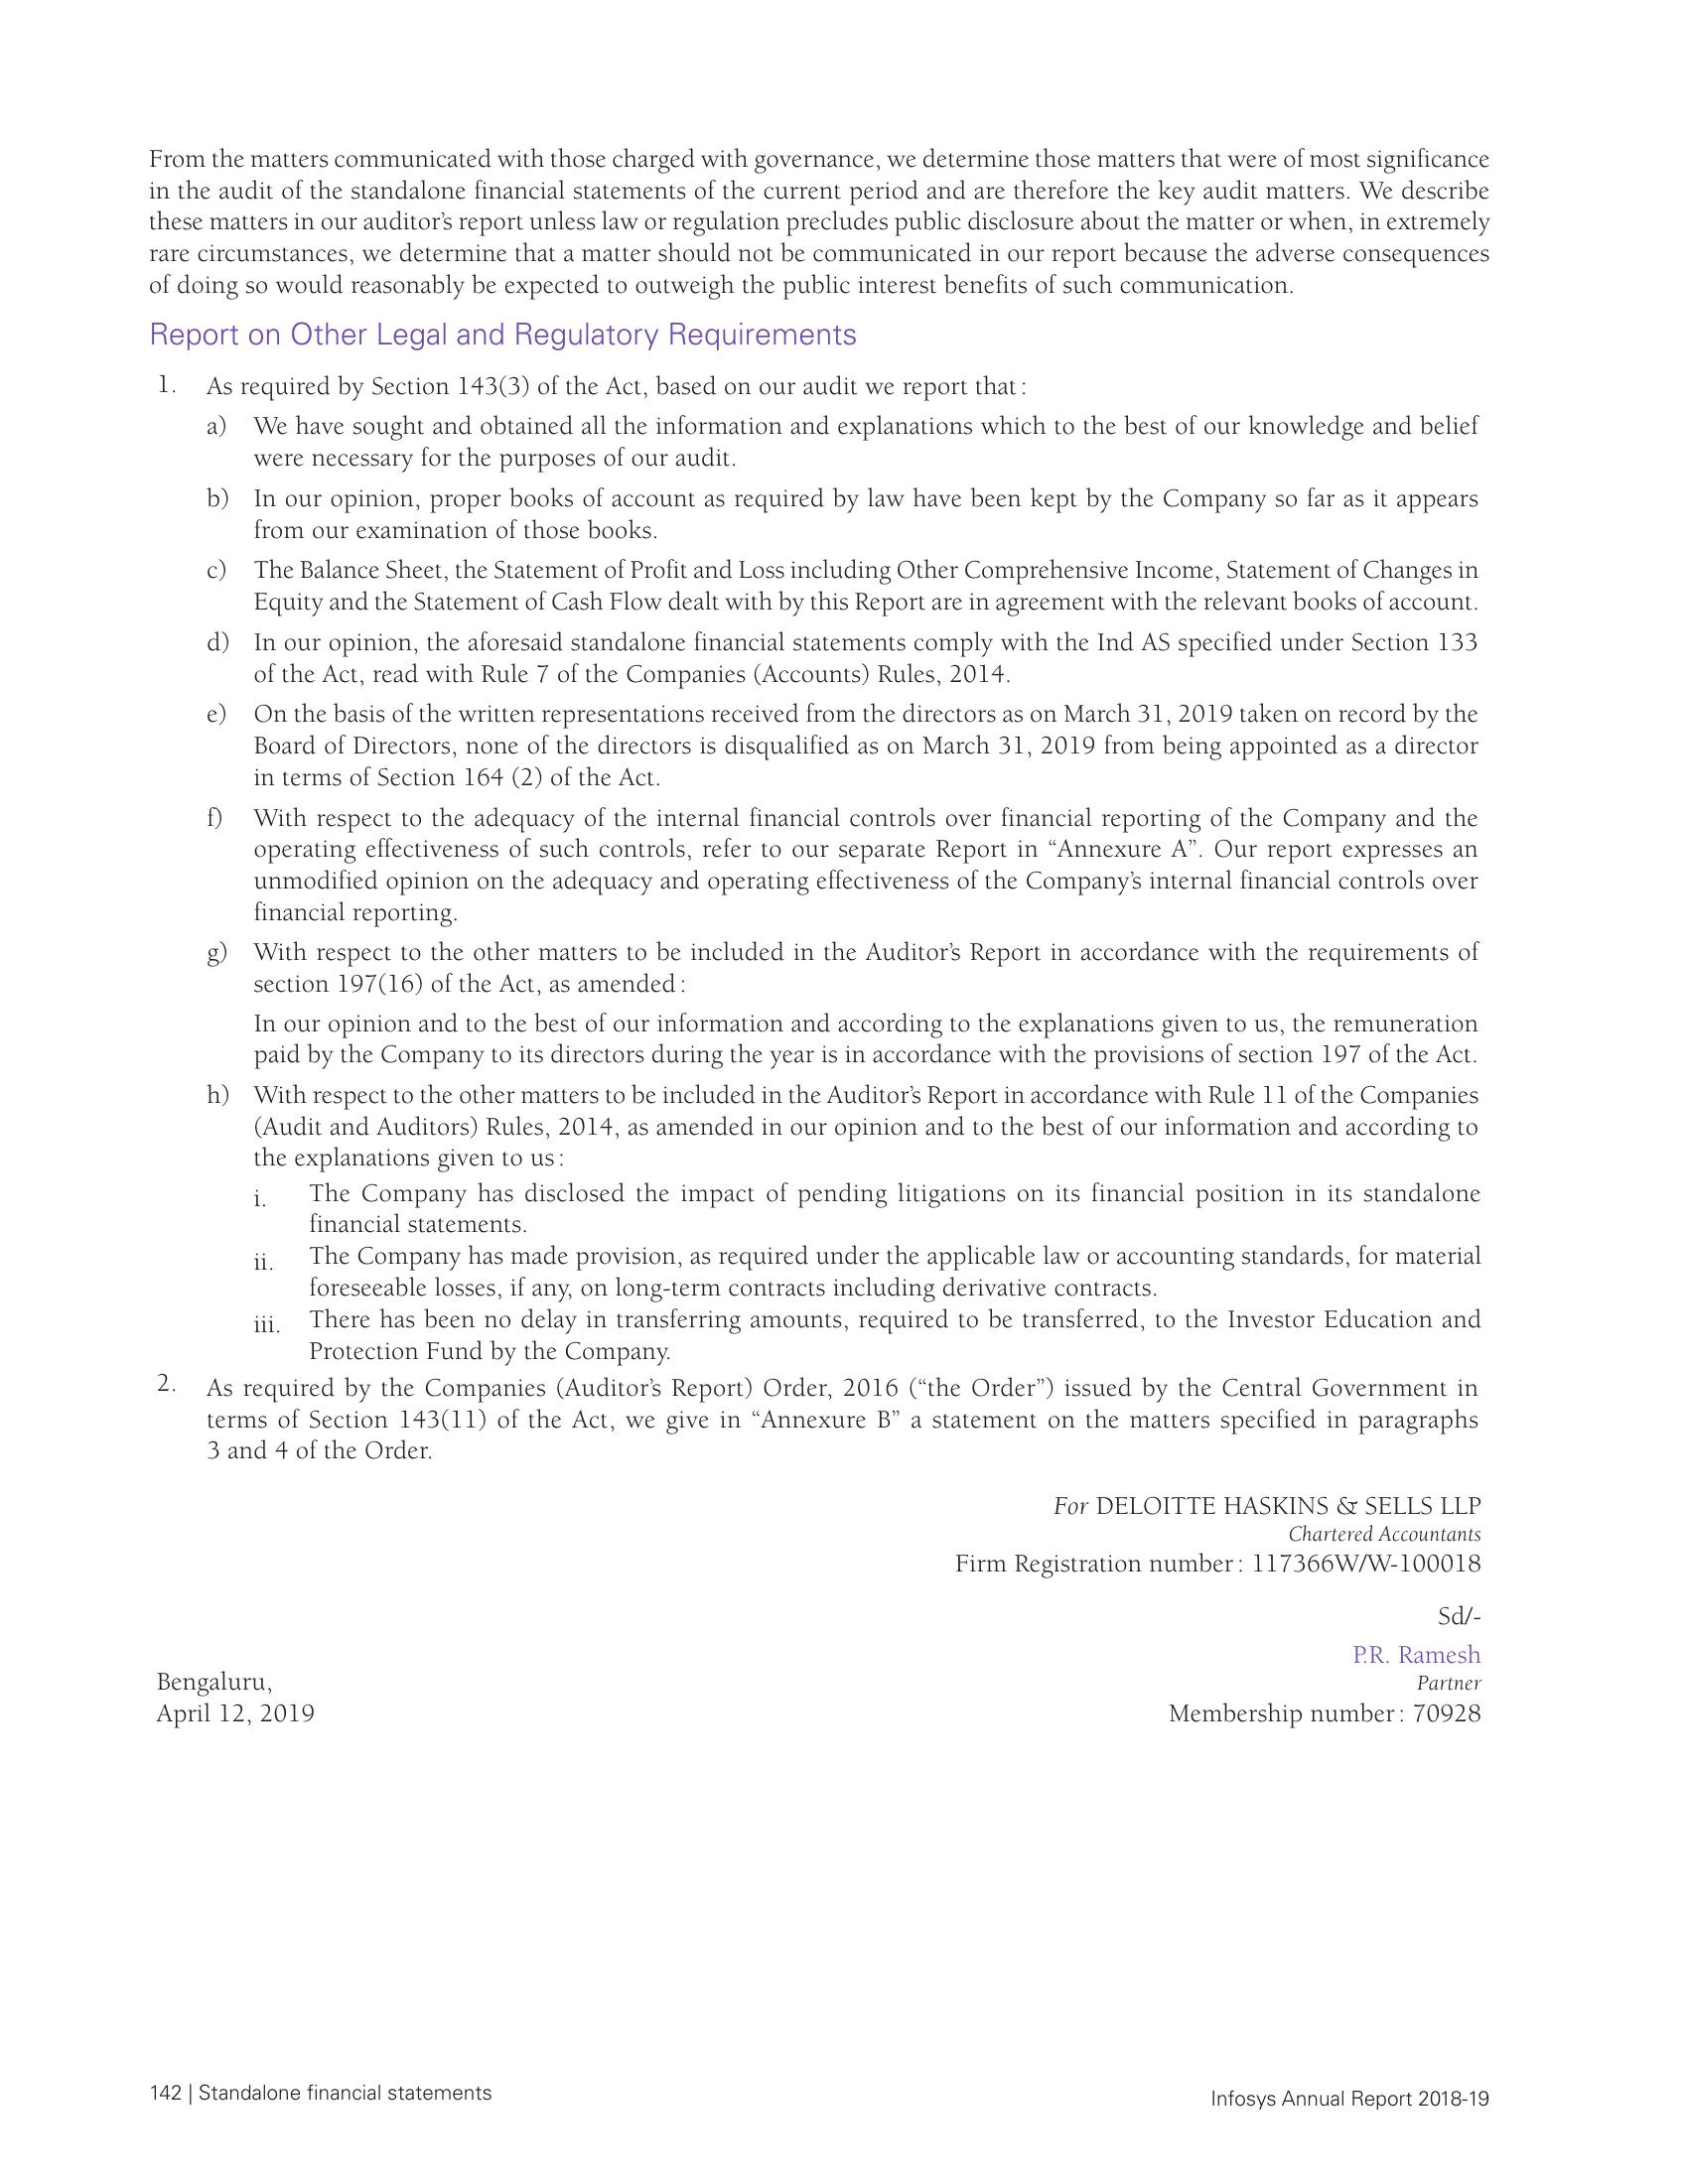 From the matters communicated with those charged with governance, we determine those matters that were of most significance
in the audit of the standalone financial statements of the current period and are therefore the key audit matters. We describe
these matters in our auditor’s report unless law or regulation precludes public disclosure about the matter or when, in extremely
rare circumstances, we determine that a matter should not be communicated in our report because the adverse consequences
of doing so would reasonably be expected to outweigh the public interest benefits of such communication.
Report on Other Legal and Regulatory Requirements
1. As required by Section 143(3) of the Act, based on our audit we report that :
a) We have sought and obtained all the information and explanations which to the best of our knowledge and belief
were necessary for the purposes of our audit.
b) In our opinion, proper books of account as required by law have been kept by the Company so far as it appears
from our examination of those books.
c) The Balance Sheet, the Statement of Profit and Loss including Other Comprehensive Income, Statement of Changes in
Equity and the Statement of Cash Flow dealt with by this Report are in agreement with the relevant books of account.
d) In our opinion, the aforesaid standalone financial statements comply with the Ind AS specified under Section 133
of the Act, read with Rule 7 of the Companies (Accounts) Rules, 2014.
e) On the basis of the written representations received from the directors as on March 31, 2019 taken on record by the
Board of Directors, none of the directors is disqualified as on March 31, 2019 from being appointed as a director
in terms of Section 164 (2) of the Act.
f) With respect to the adequacy of the internal financial controls over financial reporting of the Company and the
operating effectiveness of such controls, refer to our separate Report in “Annexure A”. Our report expresses an
unmodified opinion on the adequacy and operating effectiveness of the Company’s internal financial controls over
financial reporting.
g) With respect to the other matters to be included in the Auditor’s Report in accordance with the requirements of
section 197(16) of the Act, as amended :
In our opinion and to the best of our information and according to the explanations given to us, the remuneration
paid by the Company to its directors during the year is in accordance with the provisions of section 197 of the Act.
h) With respect to the other matters to be included in the Auditor’s Report in accordance with Rule 11 of the Companies
(Audit and Auditors) Rules, 2014, as amended in our opinion and to the best of our information and according to
the explanations given to us :
i. The Company has disclosed the impact of pending litigations on its financial position in its standalone
financial statements.
ii. The Company has made provision, as required under the applicable law or accounting standards, for material
foreseeable losses, if any, on long-term contracts including derivative contracts.
iii. There has been no delay in transferring amounts, required to be transferred, to the Investor Education and
Protection Fund by the Company.
2. As required by the Companies (Auditor’s Report) Order, 2016 (“the Order”) issued by the Central Government in
terms of Section 143(11) of the Act, we give in “Annexure B” a statement on the matters specified in paragraphs
3 and 4 of the Order.
For DELOITTE HASKINS & SELLS LLP
Chartered Accountants
Firm Registration number : 117366W/W-100018
Sd/-
P.R. Ramesh
Bengaluru,
Partner
April 12, 2019
Membership number : 70928
142 | Standalone financial statements
Infosys Annual Report 2018-19